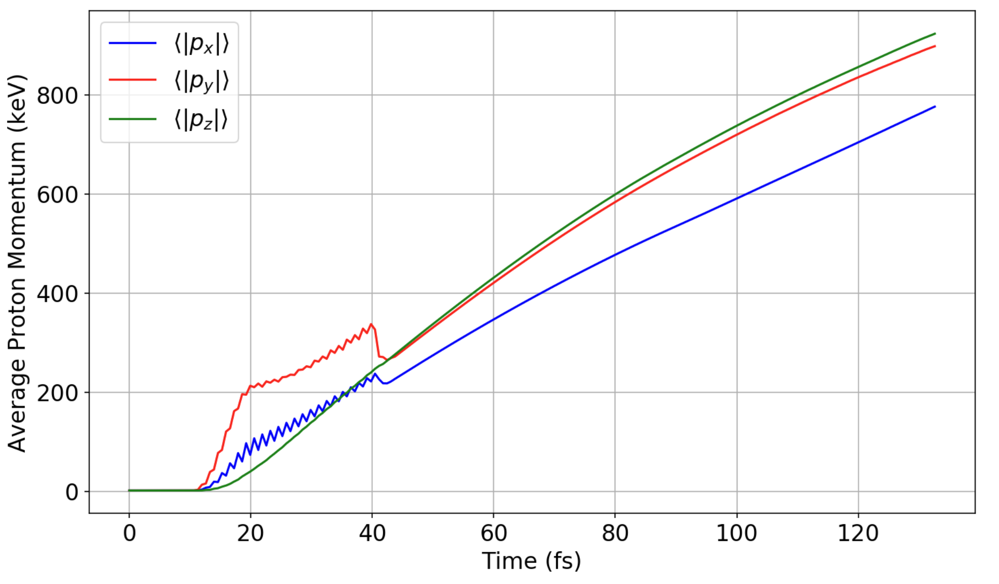 ⟨|pₓ|⟩
⟨|p_y|⟩
⟨|p_z|⟩
Average Proton Momentum (keV)
800
600
400
200
0
0 20 40 60 80 100 120
Time (fs)